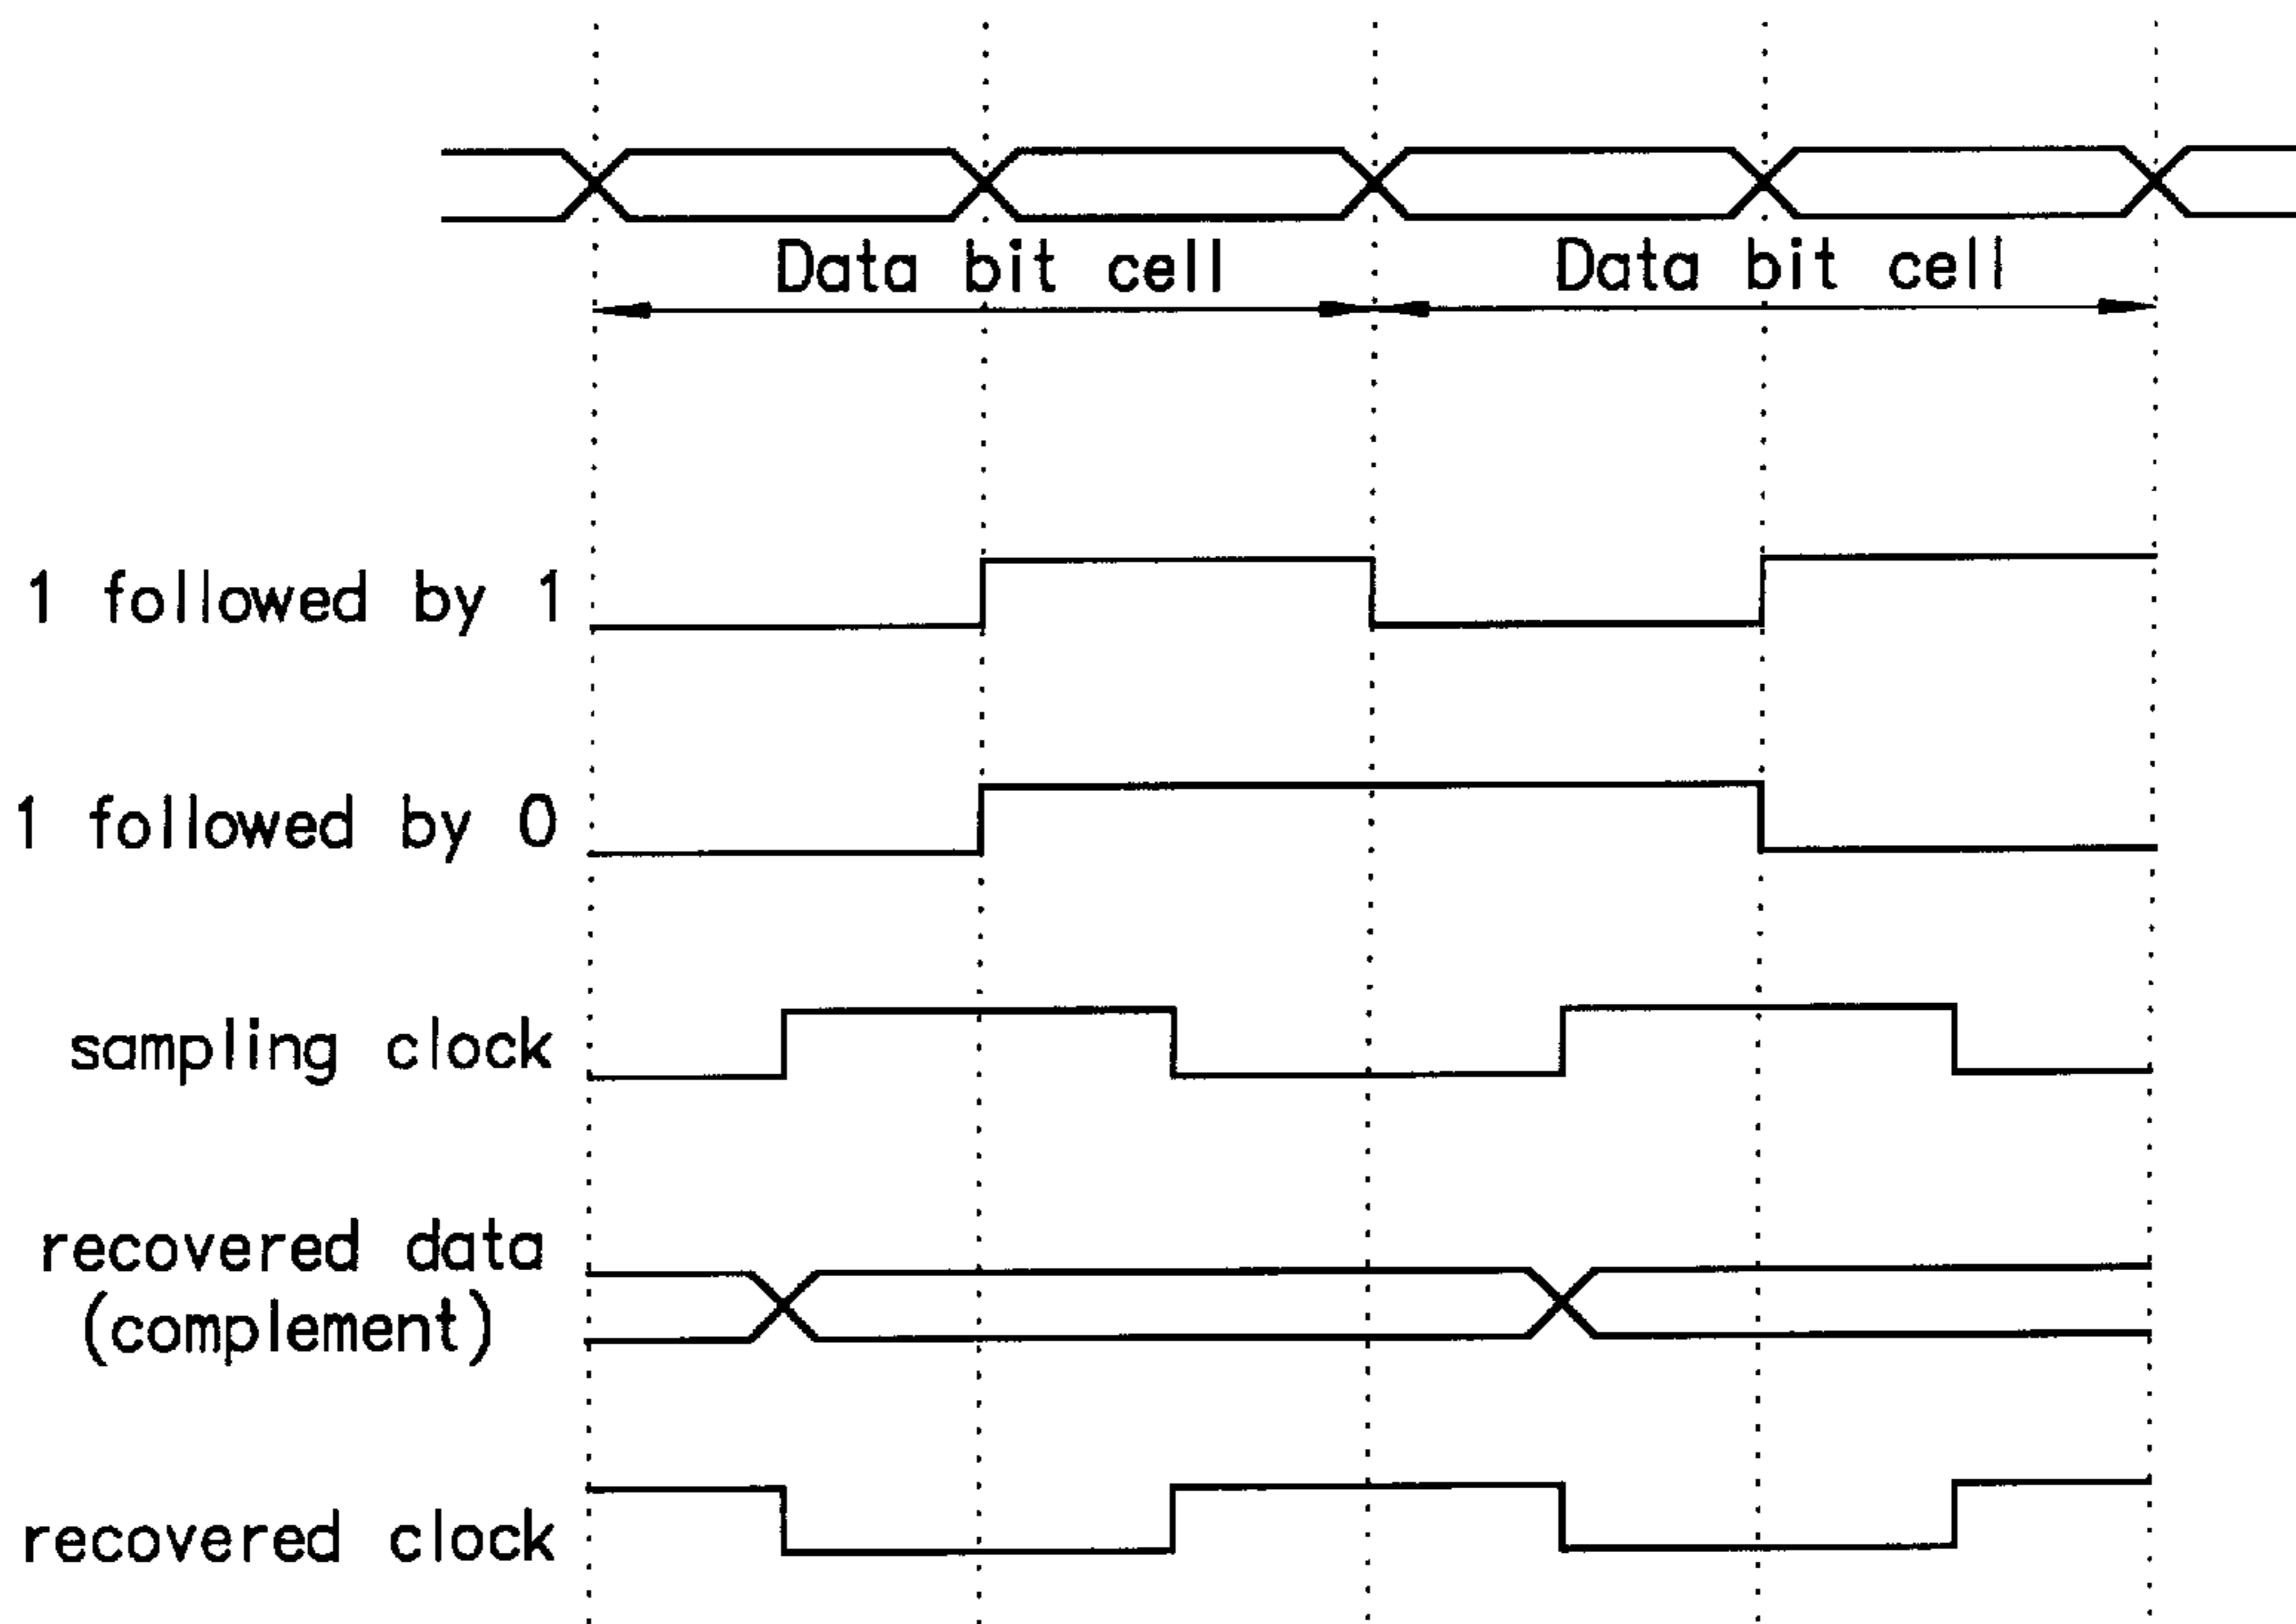 Data bit cell
Data bit cell
1 followed by 1
1 followed by 0
sampling clock
recovered data
(complement)
recovered clock